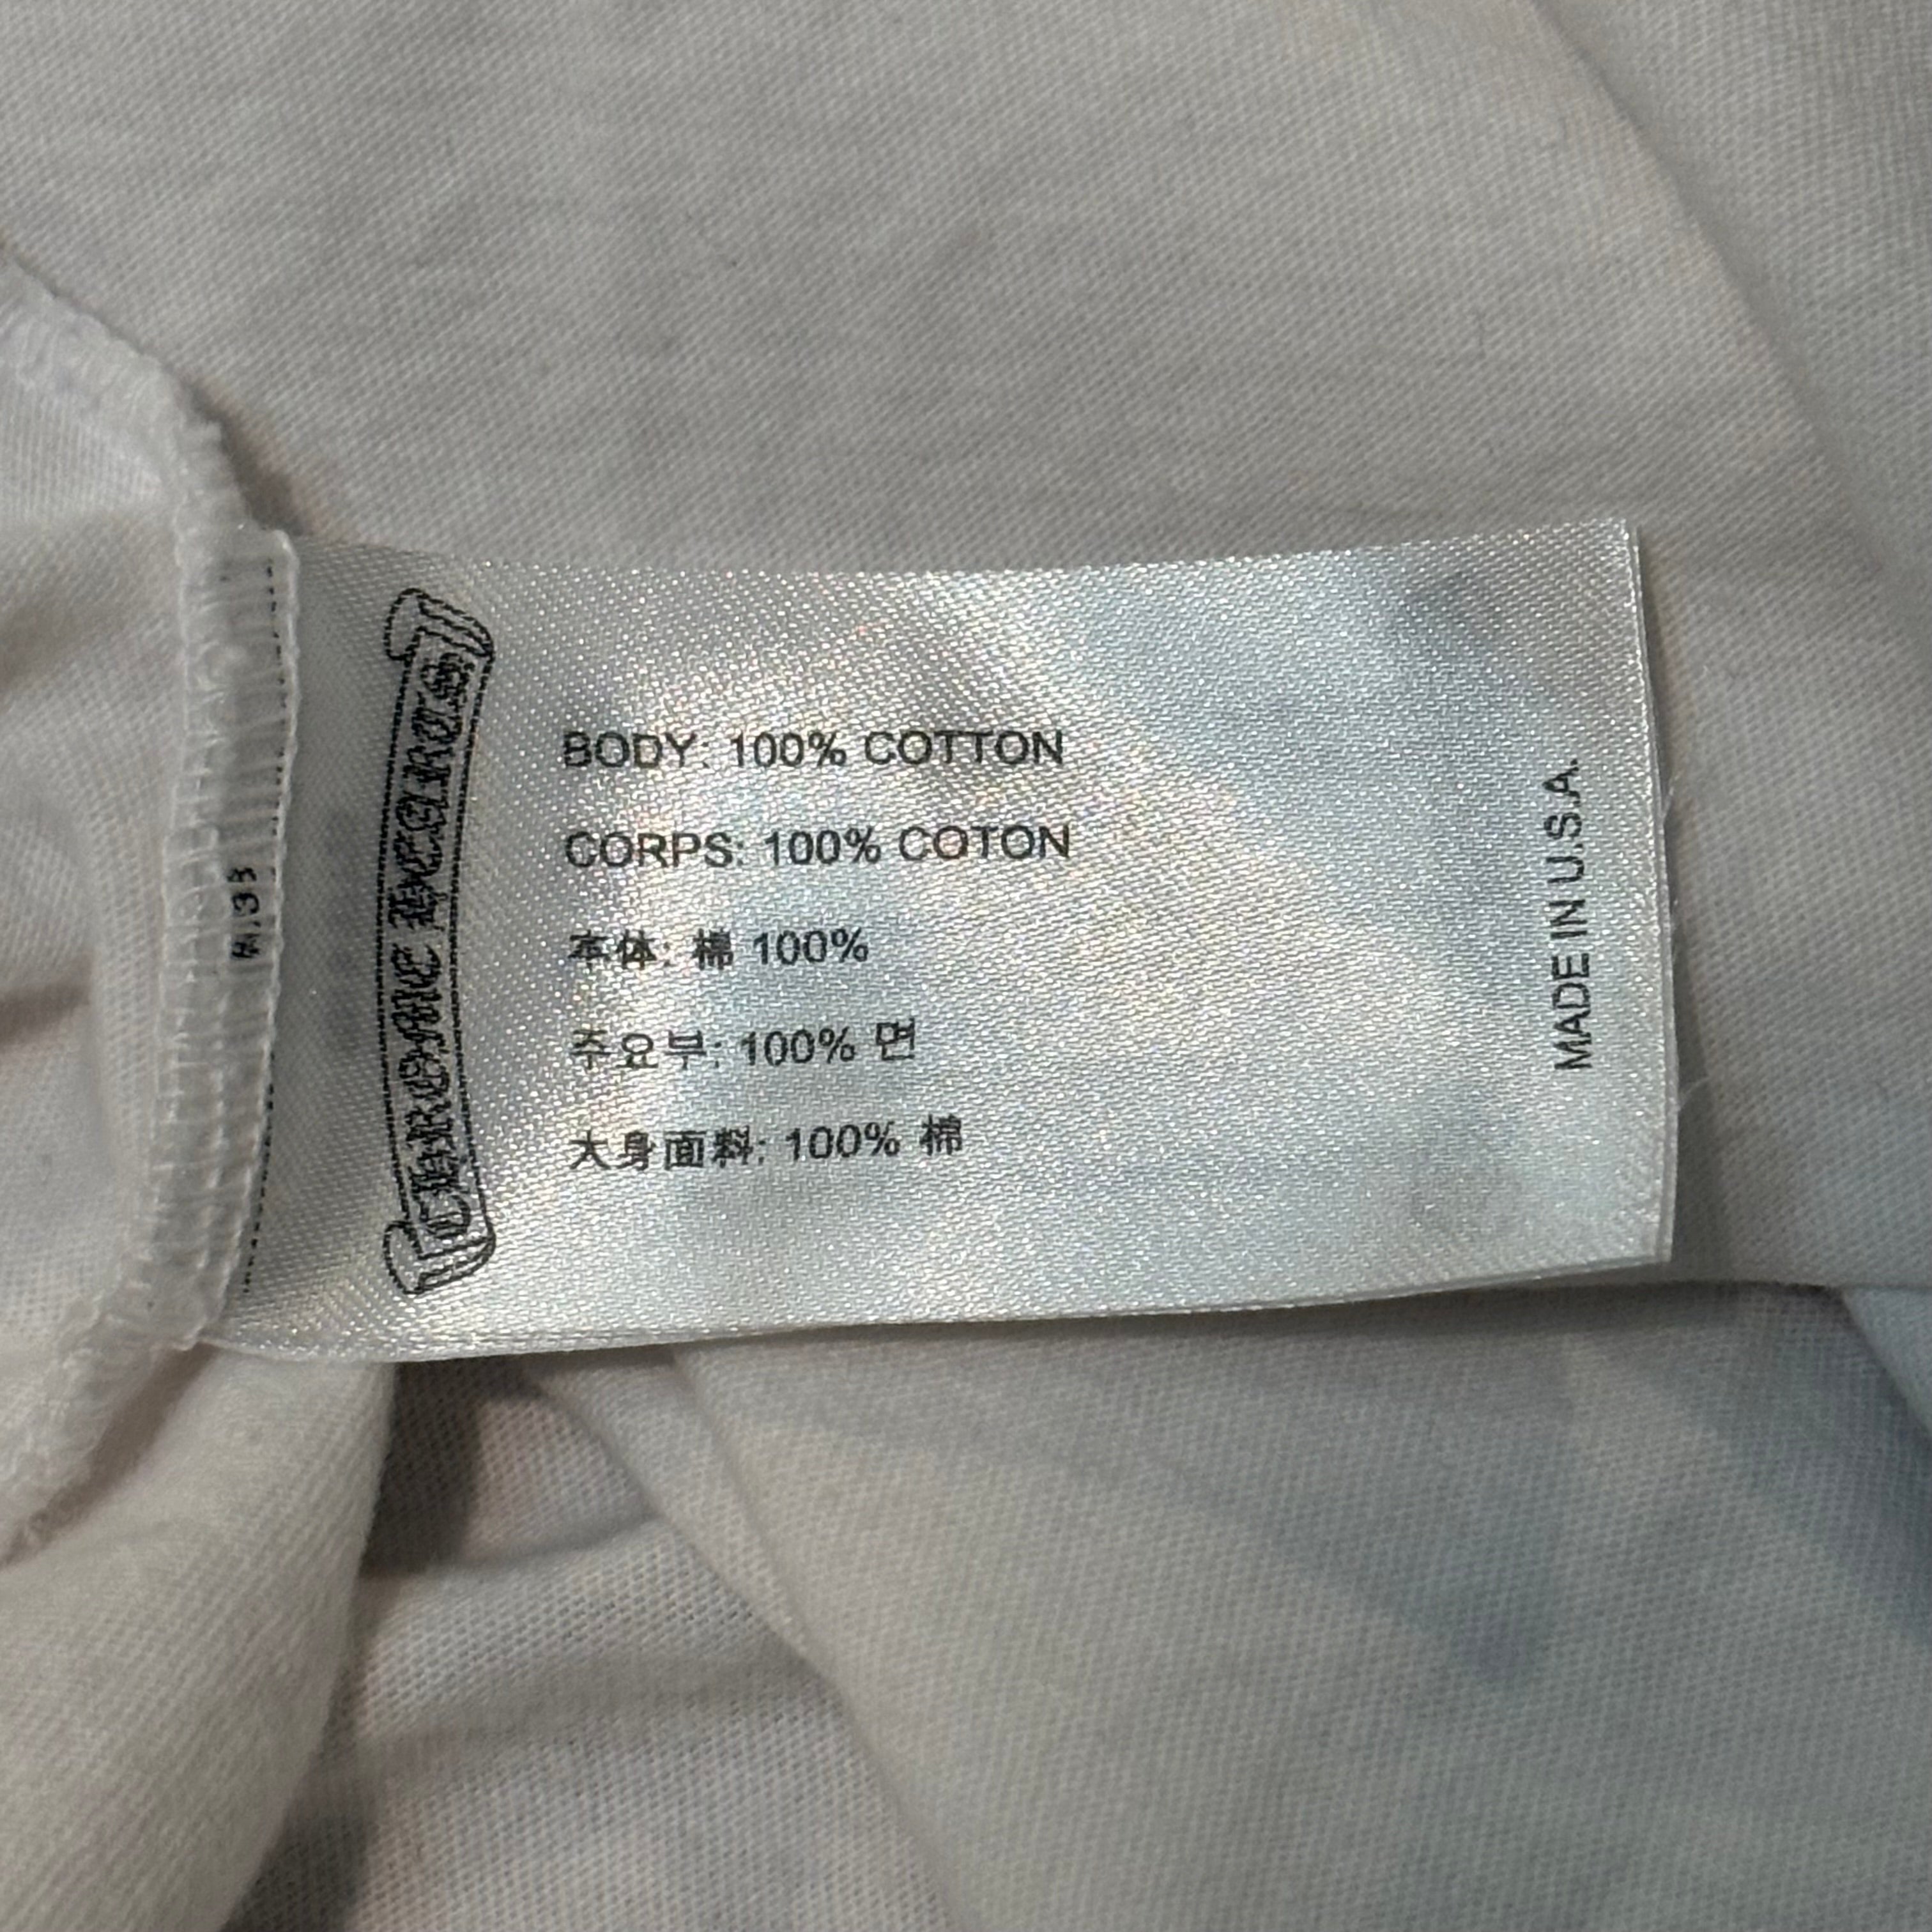 CHROME HEARTS
BODY: 100% COTTON
CORPS: 100% COTON
本体: 棉 100%
주요부: 100% 면
大身面料: 100% 棉
MADE IN U.S.A.